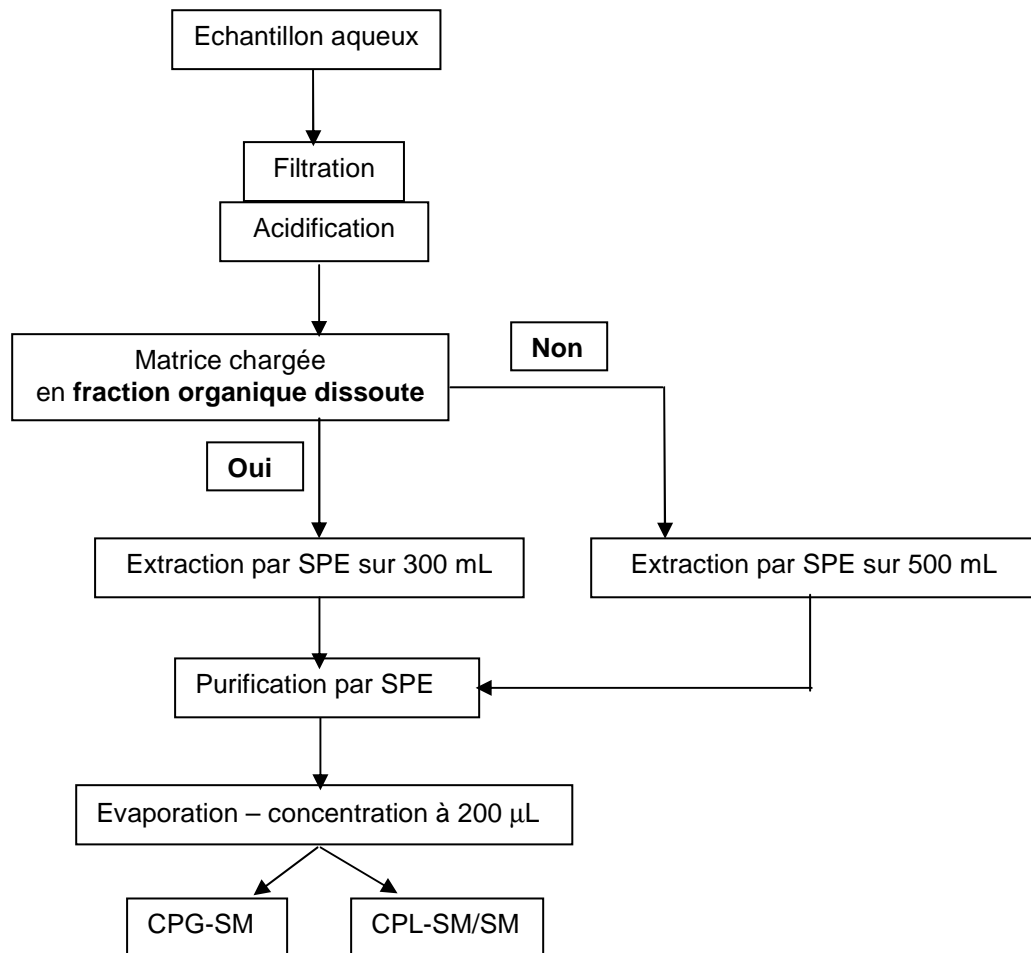 Echantillon aqueux
Filtration
Acidification
Matrice chargée
en fraction organique dissoute
Non
Oui
Extraction par SPE sur 300 mL
Extraction par SPE sur 500 mL
Purification par SPE
Evaporation – concentration à 200 μL
CPG-SM
CPL-SM/SM